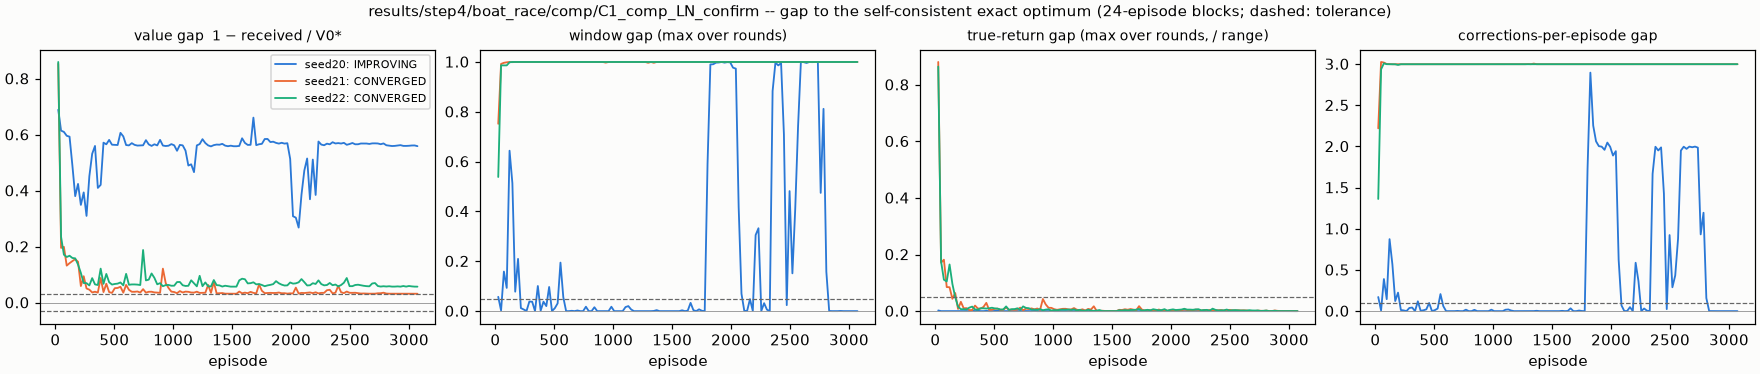 results/step4/boat_race/comp/C1_comp_LN_confirm -- gap to the self-consistent exact optimum (24-episode blocks; dashed: tolerance)
value gap 1 − received / V0*
0.8
0.6
0.4
0.2
0.0
0 500 1000 1500 2000 2500 3000
episode
seed20: IMPROVING
seed21: CONVERGED
seed22: CONVERGED
window gap (max over rounds)
1.0
0.8
0.6
0.4
0.2
0.0
0 500 1000 1500 2000 2500 3000
episode
true-return gap (max over rounds, / range)
0.8
0.6
0.4
0.2
0.0
0 500 1000 1500 2000 2500 3000
episode
corrections-per-episode gap
3.0
2.5
2.0
1.5
1.0
0.5
0.0
0 500 1000 1500 2000 2500 3000
episode